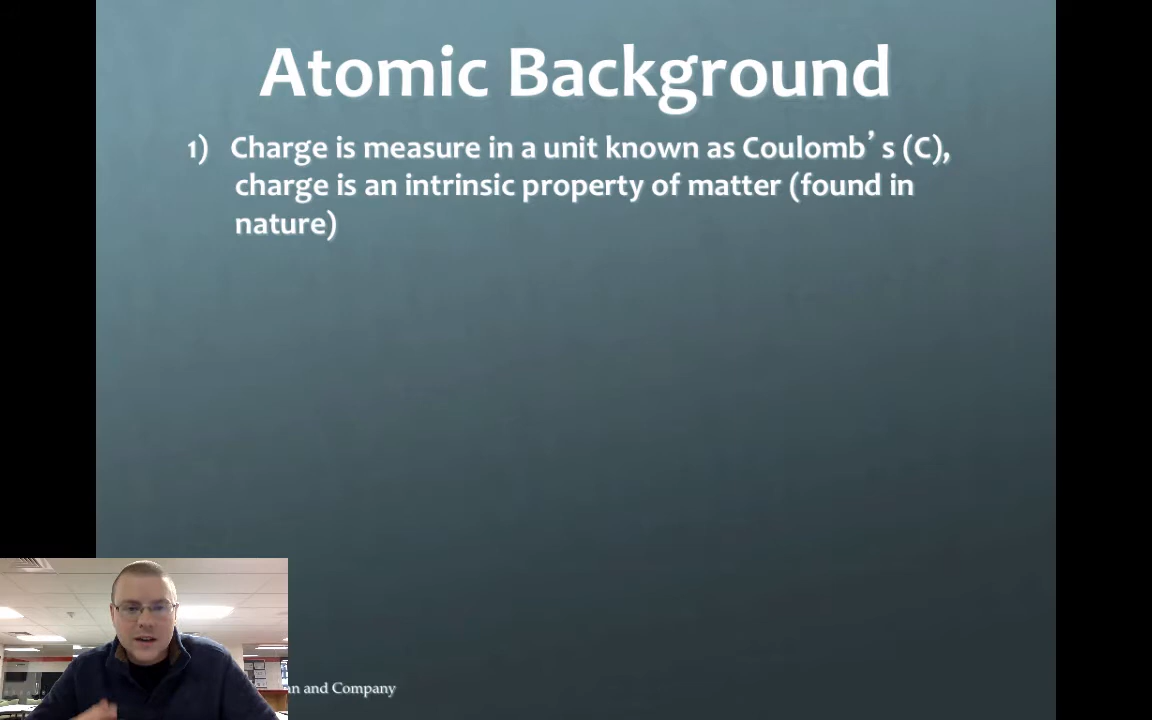 Atomic Background
1) Charge is measure in a unit known as Coulomb’s (C),
charge is an intrinsic property of matter (found in
nature)
and Company